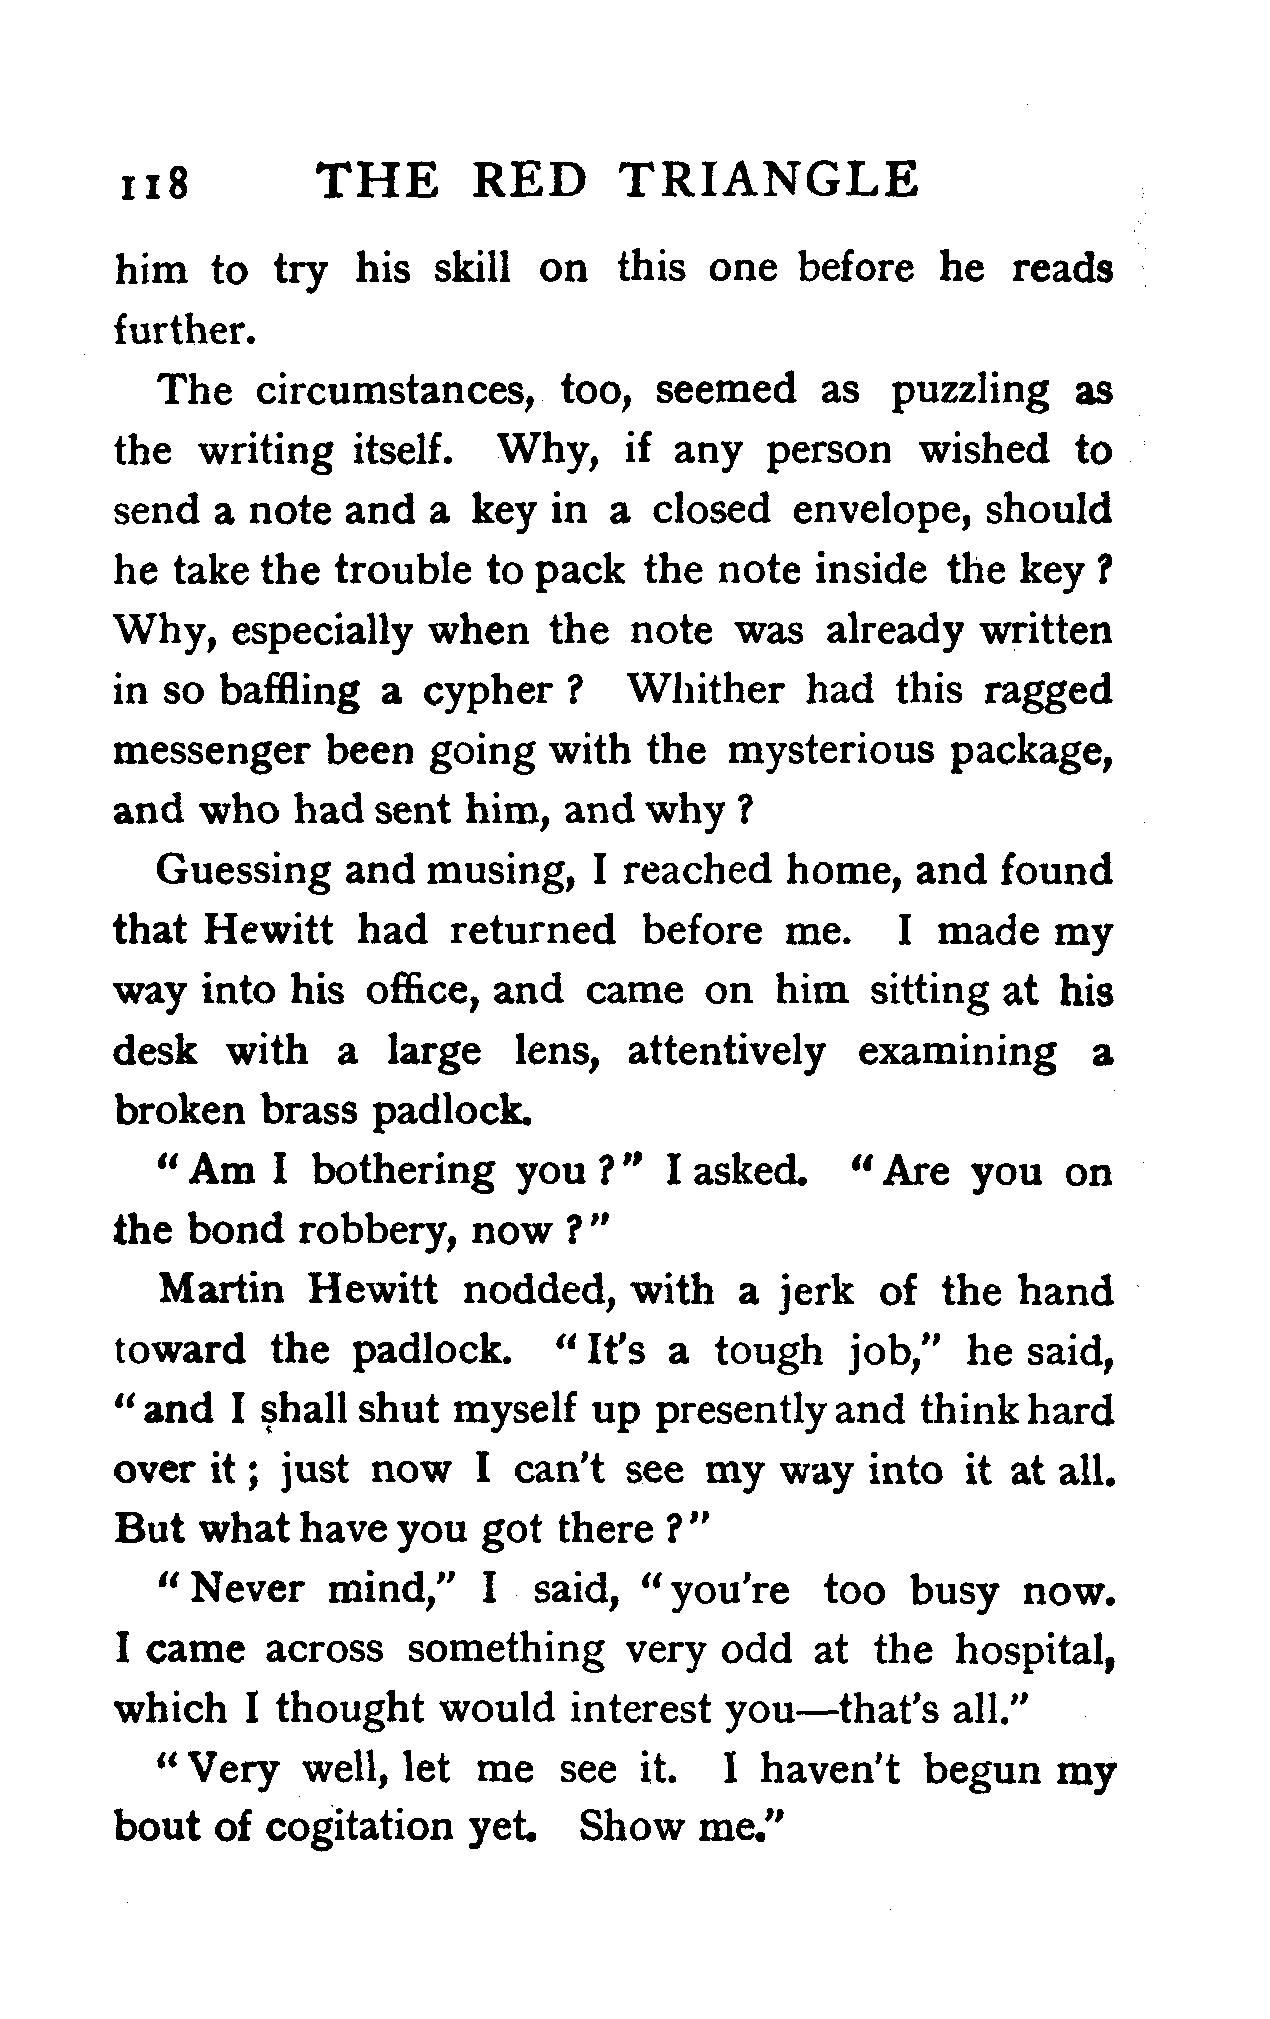 118 THE RED TRIANGLE
him to try his skill on this one before he reads
further.
The circumstances, too, seemed as puzzling as
the writing itself. Why, if any person wished to
send a note and a key in a closed envelope, should
he take the trouble to pack the note inside the key ?
Why, especially when the note was already written
in so baffling a cypher ? Whither had this ragged
messenger been going with the mysterious package,
and who had sent him, and why ?
Guessing and musing, I reached home, and found
that Hewitt had returned before me. I made my
way into his office, and came on him sitting at his
desk with a large lens, attentively examining a
broken brass padlock.
" Am I bothering you ?" I asked. " Are you on
the bond robbery, now ?"
Martin Hewitt nodded, with a jerk of the hand
toward the padlock. " It's a tough job," he said,
" and I shall shut myself up presently and think hard
over it ; just now I can't see my way into it at all.
But what have you got there ?"
" Never mind," I said, " you're too busy now.
I came across something very odd at the hospital,
which I thought would interest you—that's all."
" Very well, let me see it. I haven't begun my
bout of cogitation yet. Show me."